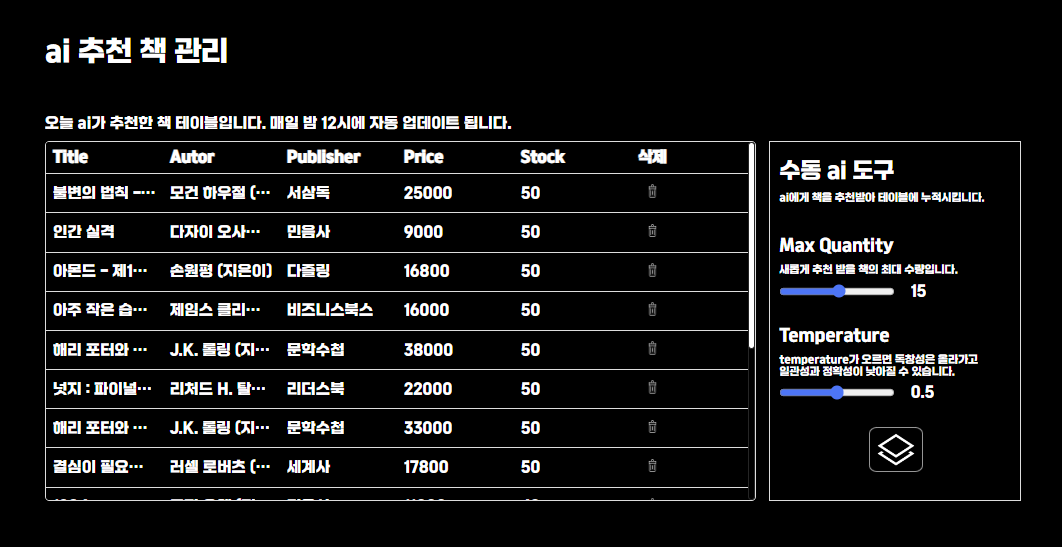 ai 추천 책 관리
오늘 ai가 추천한 책 테이블입니다. 매일 밤 12시에 자동 업데이트 됩니다.
Title Autor Publisher Price Stock 삭제
불변의 법칙 -… 모건 하우절 (… 서삼독 25000 50
인간 실격 다자이 오사… 민음사 9000 50
아몬드 - 제1… 손원평 (지은이) 다즐링 16800 50
아주 작은 습… 제임스 클리… 비즈니스북스 16000 50
해리 포터와 … J.K. 롤링 (지… 문학수첩 38000 50
넛지 : 파이널… 리처드 H. 탈… 리더스북 22000 50
해리 포터와 … J.K. 롤링 (지… 문학수첩 33000 50
결심이 필요… 러셀 로버츠 (… 세계사 17800 50
수동 ai 도구
ai에게 책을 추천받아 테이블에 누적시킵니다.
Max Quantity
새롭게 추천 받을 책의 최대 수량입니다.
15
Temperature
temperature가 오르면 독창성은 올라가고
일관성과 정확성이 낮아질 수 있습니다.
0.5